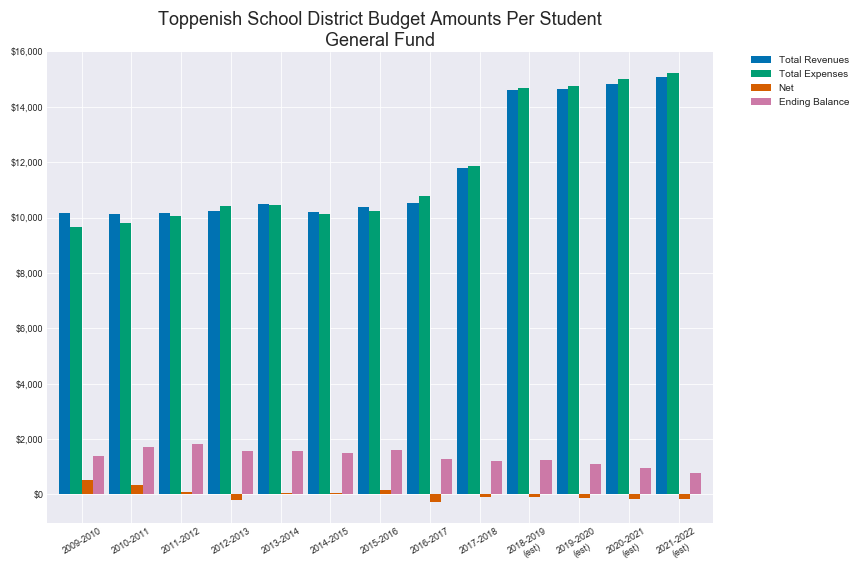 Toppenish School District Budget Amounts Per Student
General Fund
$16,000
$14,000
$12,000
$10,000
$8,000
$6,000
$4,000
$2,000
$0
2009-2010
2010-2011
2011-2012
2012-2013
2013-2014
2014-2015
2015-2016
2016-2017
2017-2018
2018-2019
(est)
2019-2020
(est)
2020-2021
(est)
2021-2022
(est)
Total Revenues
Total Expenses
Net
Ending Balance